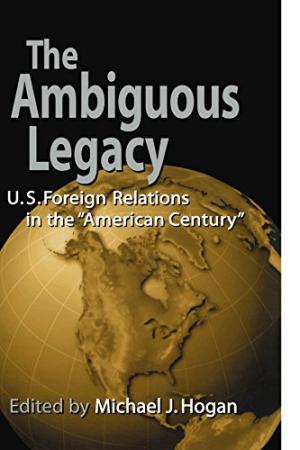 The
Ambiguous
Legacy
U.S. Foreign Relations
in the "American Century"
Edited by Michael J. Hogan